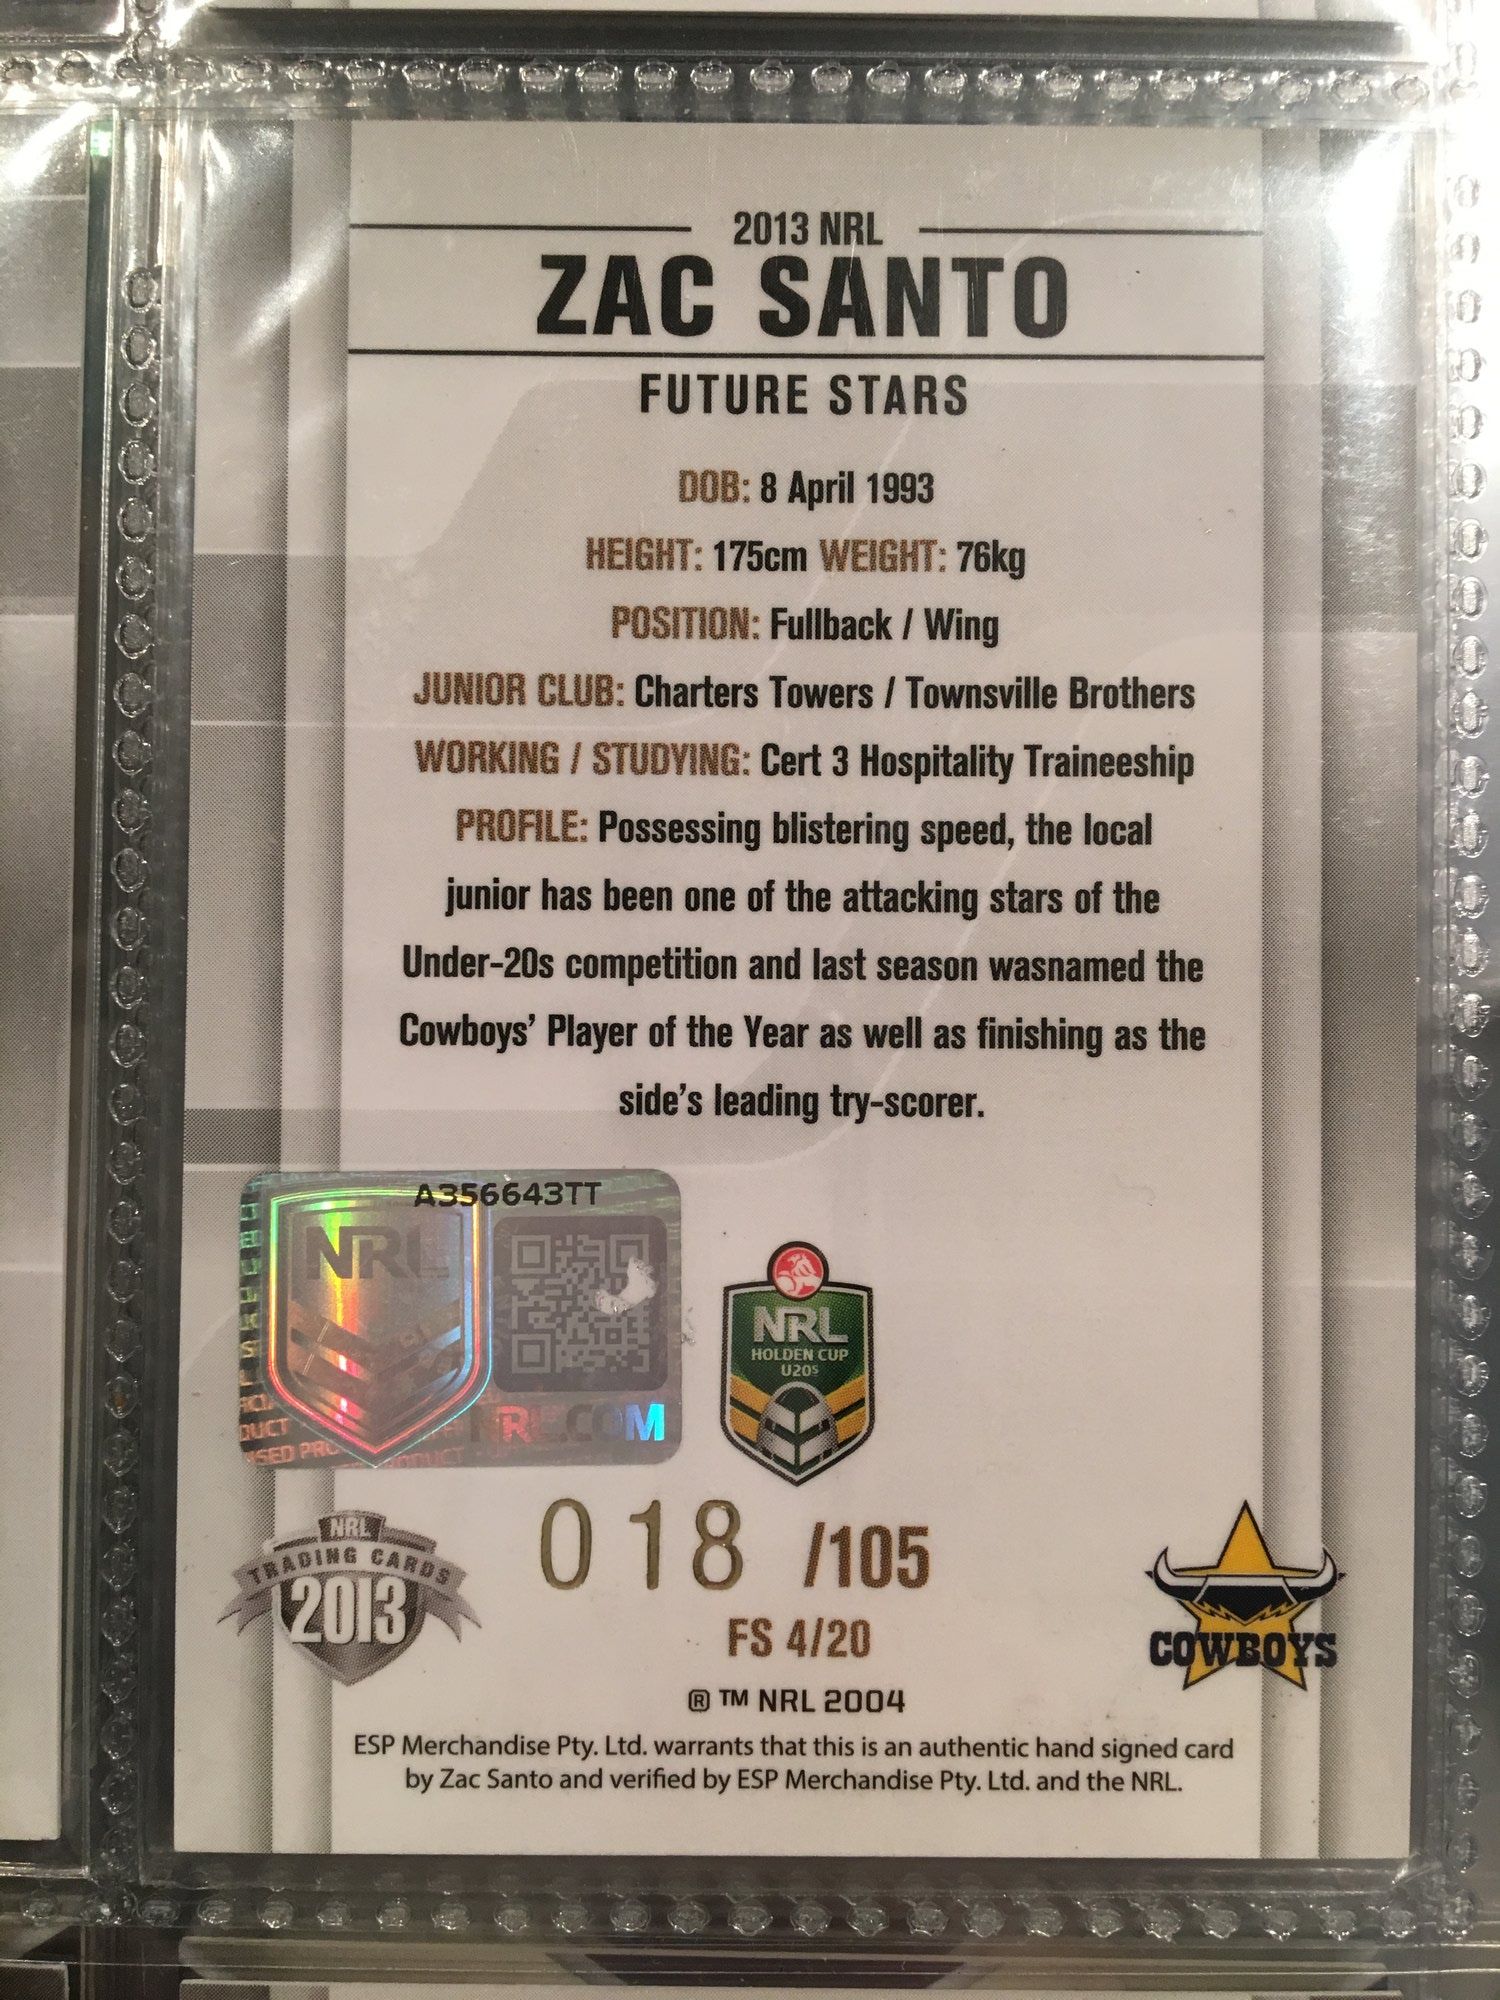 2013 NRL
ZAC SANTO
FUTURE STARS
DOB: 8 April 1993
HEIGHT: 175cm WEIGHT: 76kg
POSITION: Fullback / Wing
JUNIOR CLUB: Charters Towers / Townsville Brothers
WORKING / STUDYING: Cert 3 Hospitality Traineeship
PROFILE: Possessing blistering speed, the local
junior has been one of the attacking stars of the
Under-20s competition and last season wasnamed the
Cowboys’ Player of the Year as well as finishing as the
side’s leading try-scorer.
A356643TT
NRL
NRL.COM
NRL
HOLDEN CUP
U20s
NRL
TRADING CARDS
2013
018 /105
FS 4/20
COWBOYS
® ™ NRL 2004
ESP Merchandise Pty. Ltd. warrants that this is an authentic hand signed card
by Zac Santo and verified by ESP Merchandise Pty. Ltd. and the NRL.